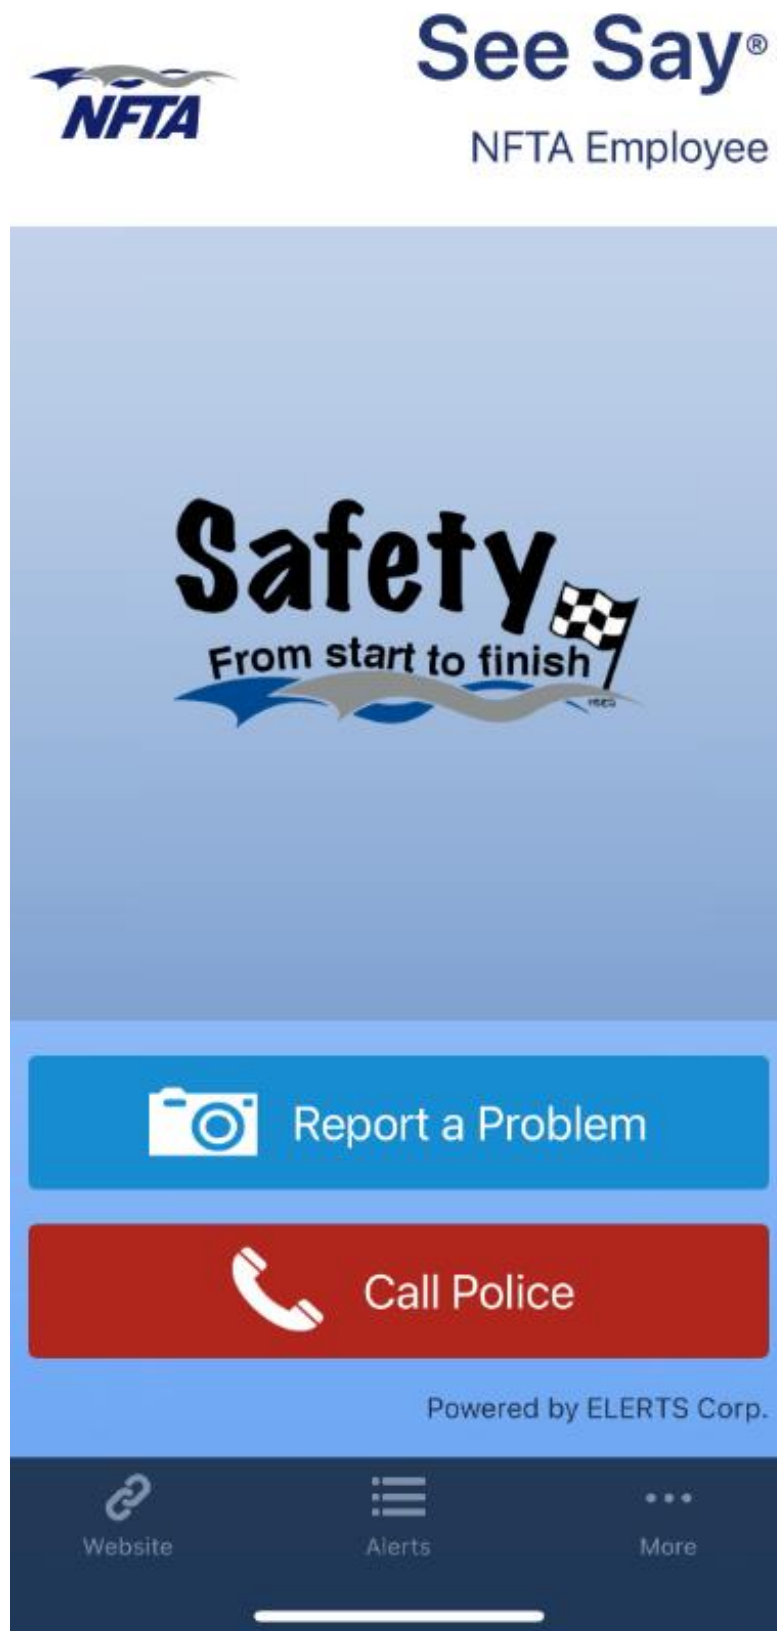 See Say®
NFTA
NFTA Employee
Safety
From start to finish
Report a Problem
Call Police
Powered by ELERTS Corp.
Website
Alerts
More